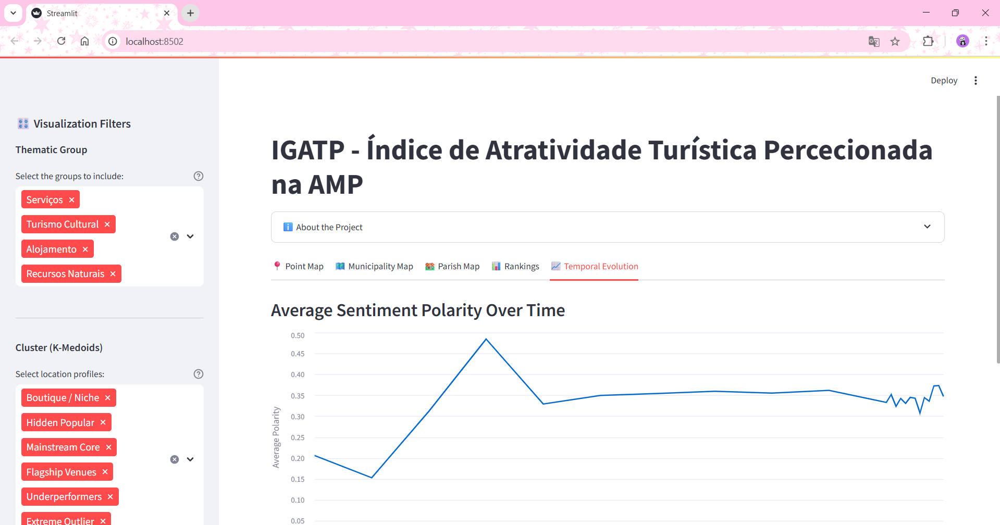 Streamlit
localhost:8502
Deploy
Visualization Filters
Thematic Group
Select the groups to include:
Serviços
Turismo Cultural
Alojamento
Recursos Naturais
Cluster (K-Medoids)
Select location profiles:
Boutique / Niche
Hidden Popular
Mainstream Core
Flagship Venues
Underperformers
Extreme Outlier
IGATP - Índice de Atratividade Turística Percecionada
na AMP
About the Project
Point Map
Municipality Map
Parish Map
Rankings
Temporal Evolution
Average Sentiment Polarity Over Time
0.50
0.45
0.40
0.35
0.30
0.25
0.20
0.15
0.10
0.05
Average Polarity